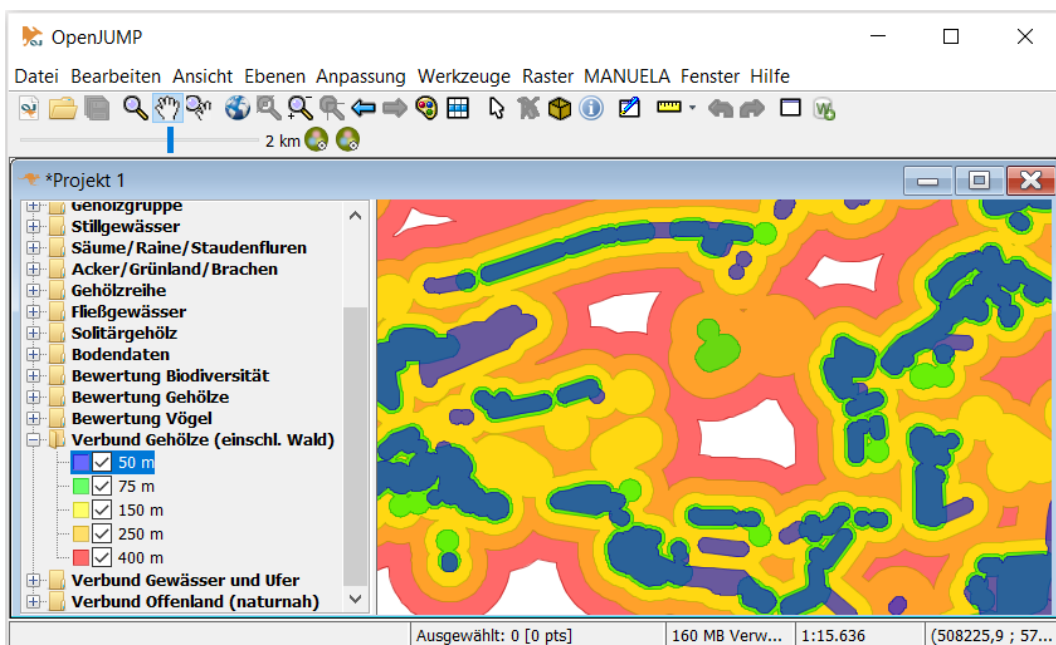 OpenJUMP
Datei Bearbeiten Ansicht Ebenen Anpassung Werkzeuge Raster MANUELA Fenster Hilfe
2 km
*Projekt 1
Gehölzgruppe
Stillgewässer
Säume/Raine/Staudenfluren
Acker/Grünland/Brachen
Gehölzreihe
Fließgewässer
Solitärgehölz
Bodendaten
Bewertung Biodiversität
Bewertung Gehölze
Bewertung Vögel
Verbund Gehölze (einschl. Wald)
50 m
75 m
150 m
250 m
400 m
Verbund Gewässer und Ufer
Verbund Offenland (naturnah)
Ausgewählt: 0 [0 pts]
160 MB Verw...
1:15.636
(508225,9 ; 57...